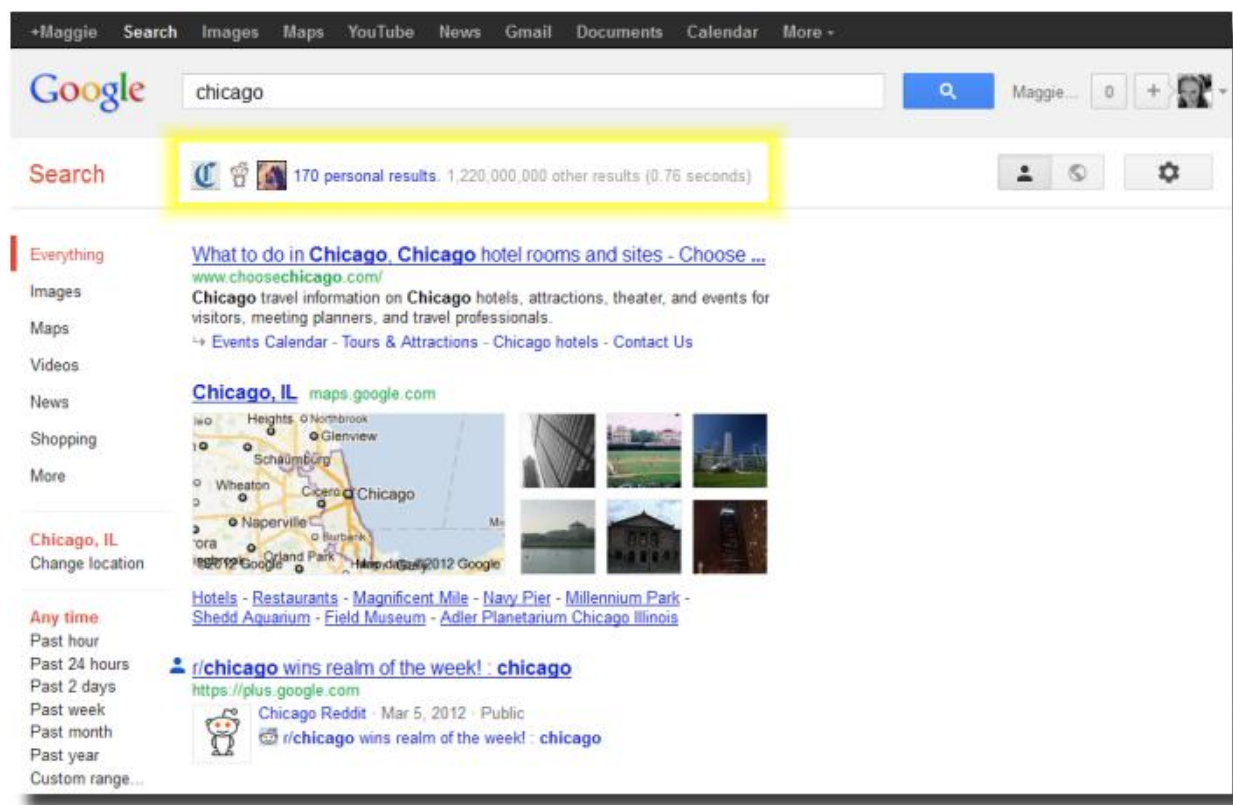 +Maggie Search Images Maps YouTube News Gmail Documents Calendar More
Google chicago Maggie... 0 +
Search 170 personal results. 1,220,000,000 other results (0.76 seconds)
Everything
Images
Maps
Videos
News
Shopping
More
Chicago, IL
Change location
Any time
Past hour
Past 24 hours
Past 2 days
Past week
Past month
Past year
Custom range...
What to do in Chicago, Chicago hotel rooms and sites - Choose ...
www.choosechicago.com/
Chicago travel information on Chicago hotels, attractions, theater, and events for
visitors, meeting planners, and travel professionals.
Events Calendar - Tours & Attractions - Chicago hotels - Contact Us
Chicago, IL maps.google.com
Heights Northbrook
Glenview
Schaumburg
Wheaton Cicero Chicago
Naperville
Burbank
Orland Park
©2012 Google
2012 Google
Hotels - Restaurants - Magnificent Mile - Navy Pier - Millennium Park -
Shedd Aquarium - Field Museum - Adler Planetarium Chicago Illinois
r/chicago wins realm of the week! : chicago
https://plus.google.com
Chicago Reddit · Mar 5, 2012 · Public
r/chicago wins realm of the week! : chicago